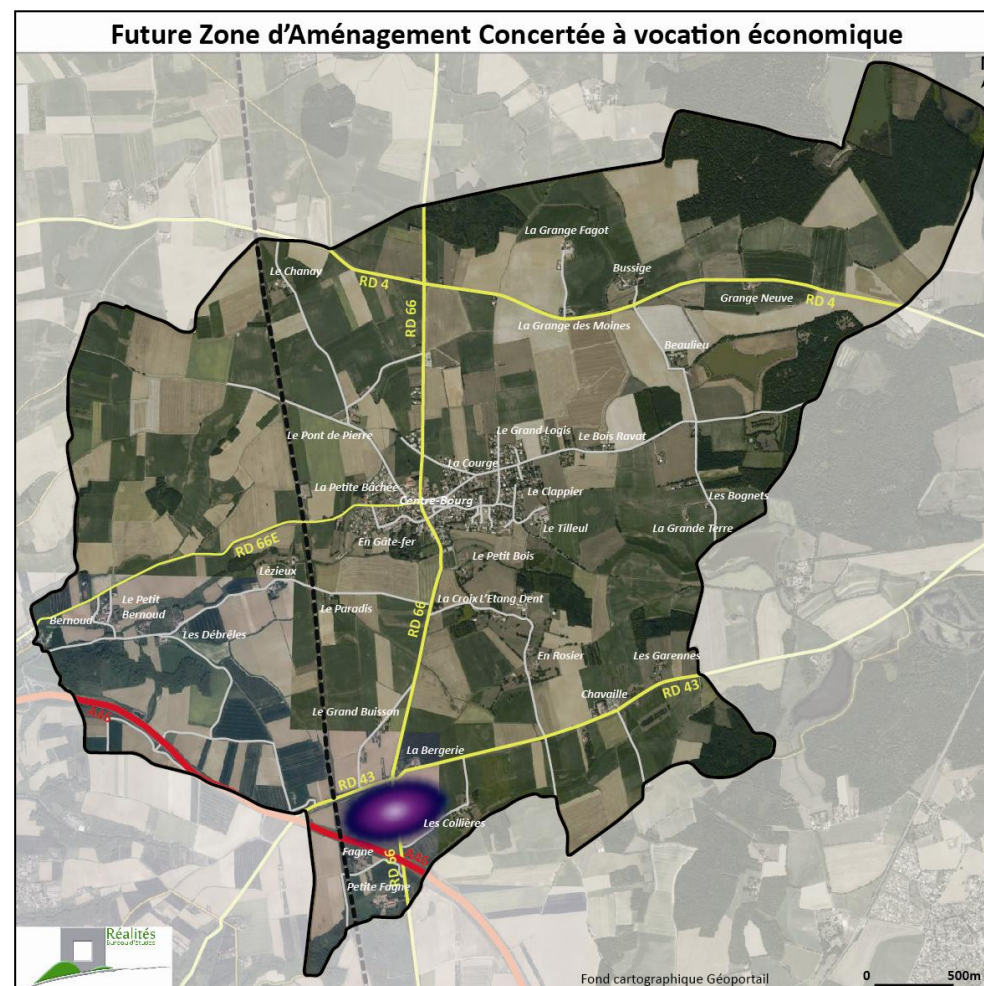 Future Zone d'Aménagement Concertée à vocation économique
La Grange Fagot
Le Chanay
Bussige
RD 4
Grange Neuve
RD 4
RD 66
La Grange des Moines
Beaulieu
Le Pont de Pierre
Le Grand Logis
Le Bois Ravat
La Courge
La Petite Bâchée
Le Clappier
Centre-Bourg
Les Bognets
Le Tilleul
La Grande Terre
En Gâte-fer
RD 66E
Le Petit Bois
Lézieux
Le Petit
Bernoud
Bernoud
Le Paradis
La Croix
L'Etang Dent
RD 66
Les Débrêles
En Rosier
Les Garennes
Chavaille
RD 43
Le Grand Buisson
A46
La Bergerie
RD 43
Les Collières
Fagne
A46
RD 66
Petite Fagne
Réalités
Bureau d'études
Fond cartographique Géoportail
0 500m